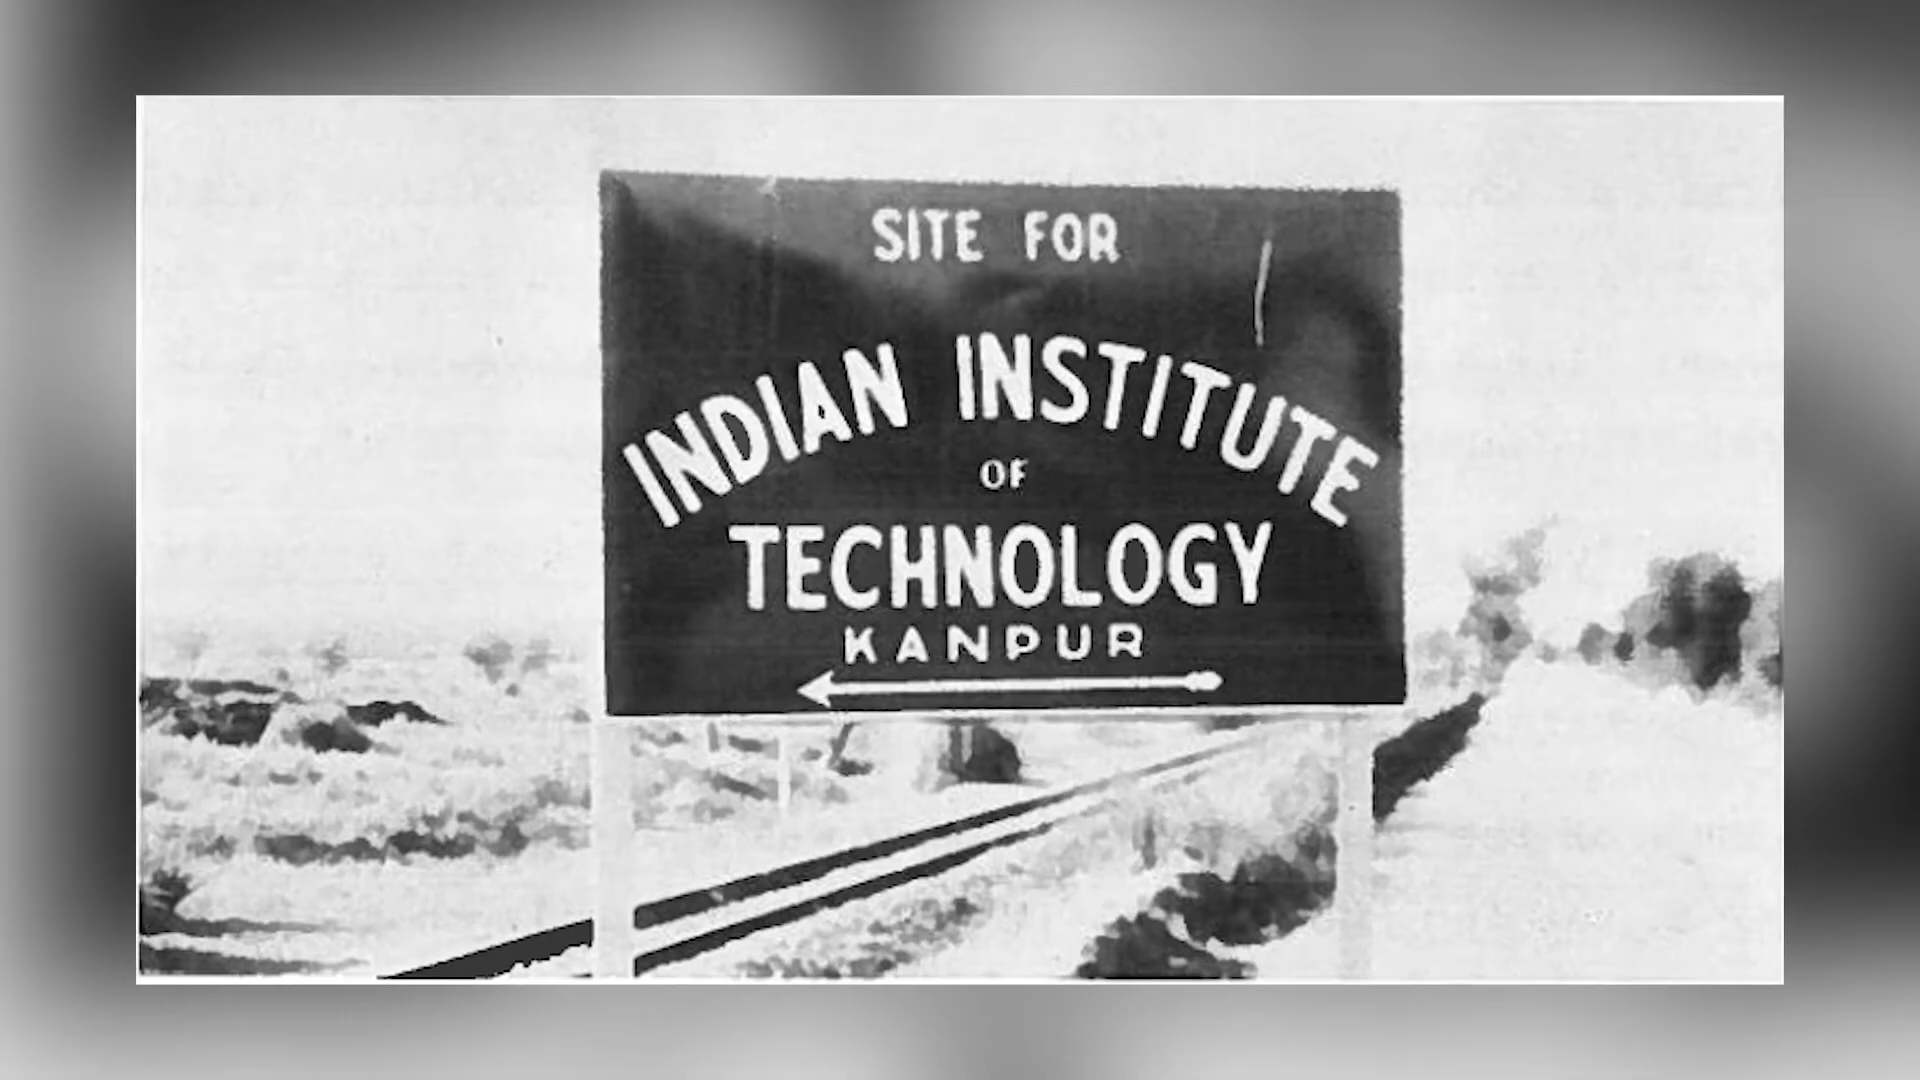 SITE FOR
INDIAN INSTITUTE
OF
TECHNOLOGY
KANPUR